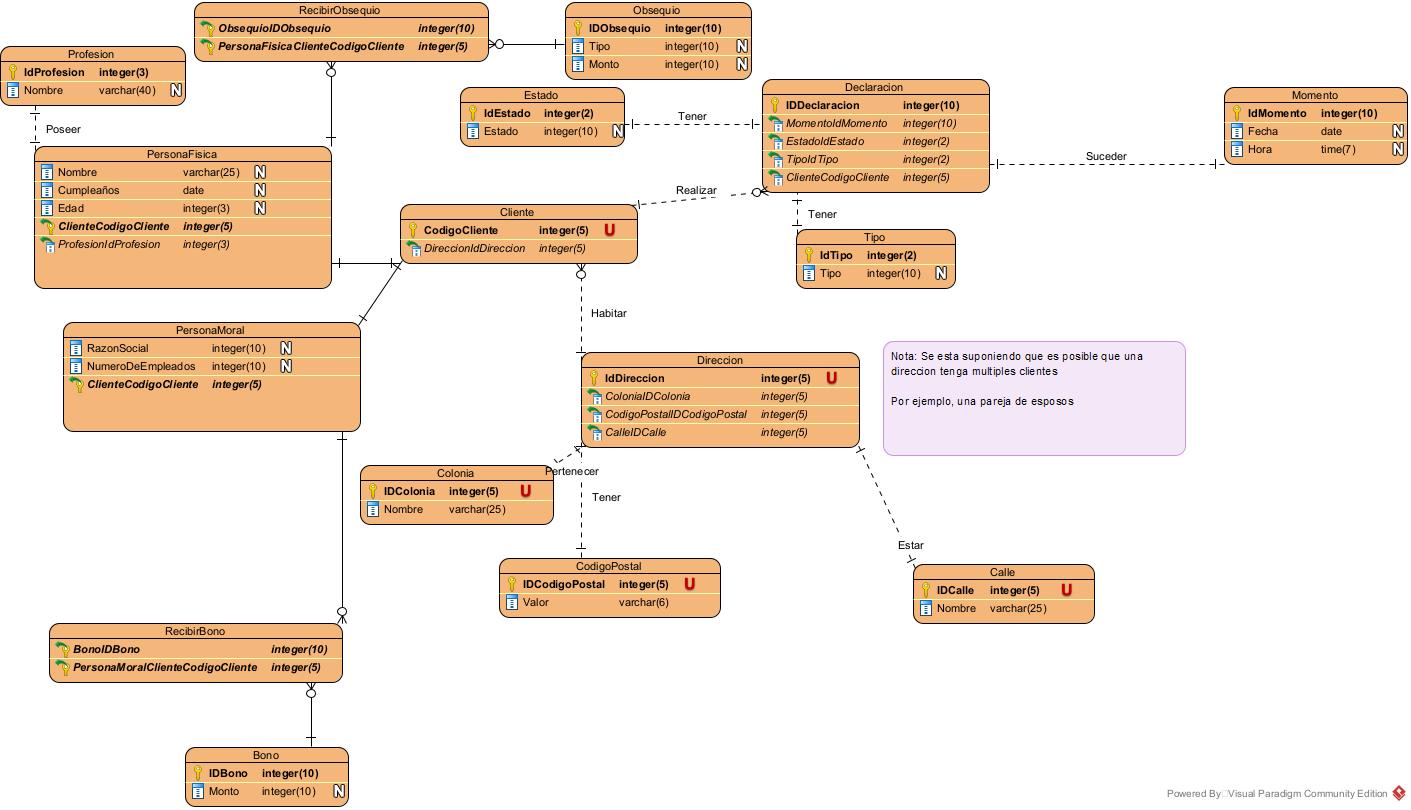 RecibirObsequio
ObsequioIDObsequio integer(10)
PersonaFisicaClienteCodigoCliente integer(5)
Obsequio
IDObsequio integer(10)
Tipo integer(10) N
Monto integer(10) N
Profesion
IdProfesion integer(3)
Nombre varchar(40) N
Poseer
Estado
IdEstado integer(2)
Estado integer(10) N
Tener
Declaracion
IDDeclaracion integer(10)
MomentoIdMomento integer(10)
EstadoIdEstado integer(2)
TipoIdTipo integer(2)
ClienteCodigoCliente integer(5)
Momento
IdMomento integer(10)
Fecha date N
Hora time(7) N
Suceder
PersonaFisica
Nombre varchar(25) N
Cumpleaños date N
Edad integer(3) N
ClienteCodigoCliente integer(5)
ProfesionIdProfesion integer(3)
Realizar
Cliente
CodigoCliente integer(5) U
DireccionIdDireccion integer(5)
Tener
Tipo
IdTipo integer(2)
Tipo integer(10) N
Habitar
PersonaMoral
RazonSocial integer(10) N
NumeroDeEmpleados integer(10) N
ClienteCodigoCliente integer(5)
Direccion
IdDireccion integer(5) U
ColoniaIDColonia integer(5)
CodigoPostalIDCodigoPostal integer(5)
CalleIDCalle integer(5)
Nota: Se esta suponiendo que es posible que una
direccion tenga multiples clientes
Por ejemplo, una pareja de esposos
Pertenecer
Colonia
IDColonia integer(5) U
Nombre varchar(25)
Tener
Estar
CodigoPostal
IDCodigoPostal integer(5) U
Valor varchar(6)
Calle
IDCalle integer(5) U
Nombre varchar(25)
RecibirBono
BonoIDBono integer(10)
PersonaMoralClienteCodigoCliente integer(5)
Bono
IDBono integer(10)
Monto integer(10) N
Powered By Visual Paradigm Community Edition